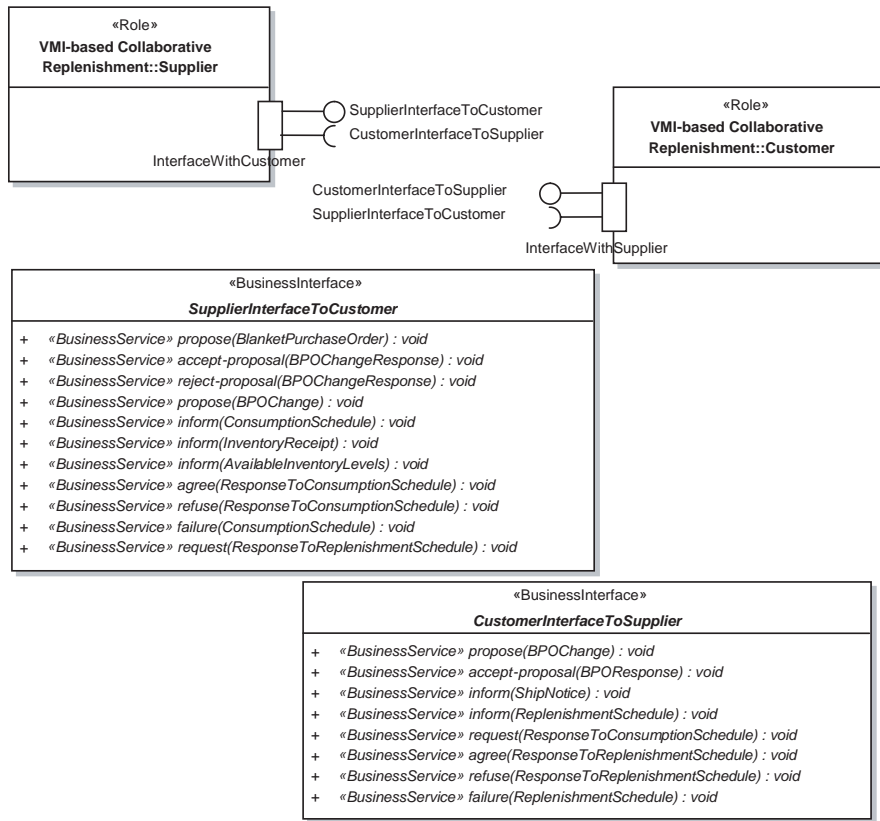 «Role»
VMI-based Collaborative
Replenishment::Supplier
SupplierInterfaceToCustomer
CustomerInterfaceToSupplier
InterfaceWithCustomer
«Role»
VMI-based Collaborative
Replenishment::Customer
CustomerInterfaceToSupplier
SupplierInterfaceToCustomer
InterfaceWithSupplier
«BusinessInterface»
SupplierInterfaceToCustomer
+ «BusinessService» propose(BlanketPurchaseOrder) : void
+ «BusinessService» accept-proposal(BPOChangeResponse) : void
+ «BusinessService» reject-proposal(BPOChangeResponse) : void
+ «BusinessService» propose(BPOChange) : void
+ «BusinessService» inform(ConsumptionSchedule) : void
+ «BusinessService» inform(InventoryReceipt) : void
+ «BusinessService» inform(AvailableInventoryLevels) : void
+ «BusinessService» agree(ResponseToConsumptionSchedule) : void
+ «BusinessService» refuse(ResponseToConsumptionSchedule) : void
+ «BusinessService» failure(ConsumptionSchedule) : void
+ «BusinessService» request(ResponseToReplenishmentSchedule) : void
«BusinessInterface»
CustomerInterfaceToSupplier
+ «BusinessService» propose(BPOChange) : void
+ «BusinessService» accept-proposal(BPOResponse) : void
+ «BusinessService» inform(ShipNotice) : void
+ «BusinessService» inform(ReplenishmentSchedule) : void
+ «BusinessService» request(ResponseToConsumptionSchedule) : void
+ «BusinessService» agree(ResponseToReplenishmentSchedule) : void
+ «BusinessService» refuse(ResponseToReplenishmentSchedule) : void
+ «BusinessService» failure(ReplenishmentSchedule) : void